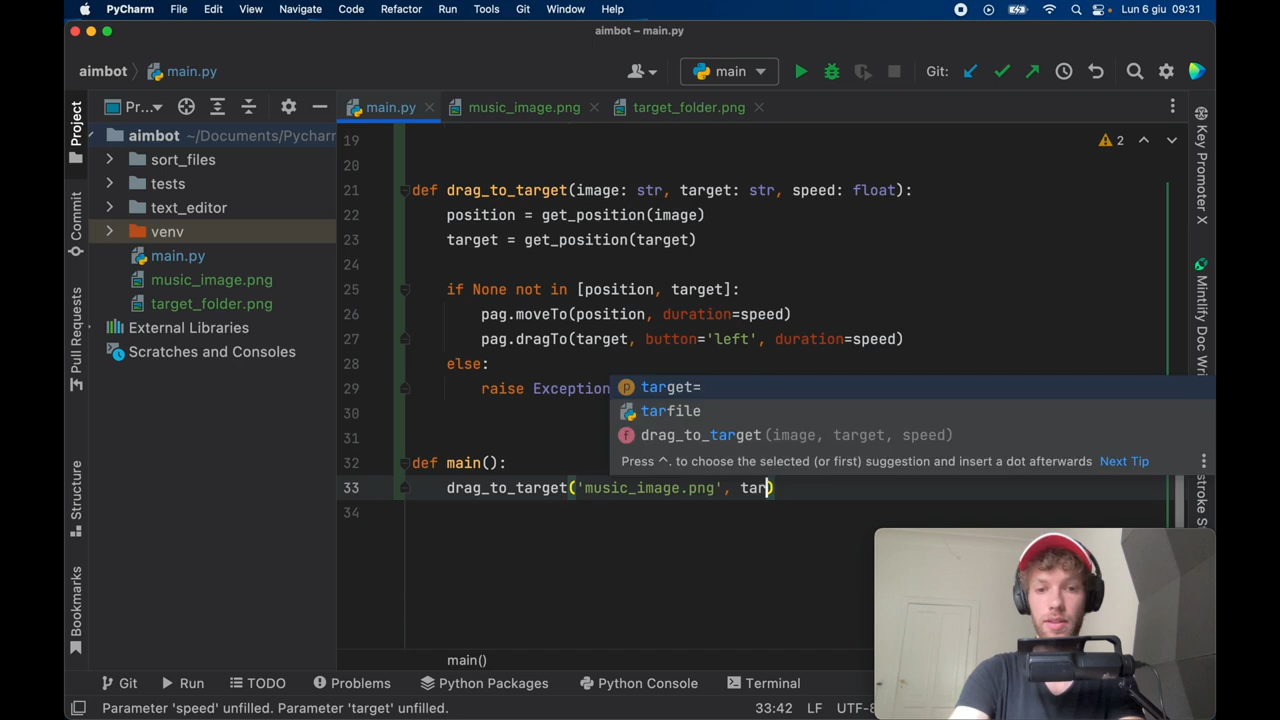 PyCharm File Edit View Navigate Code Refactor Run Tools Git Window Help Lun 6 giu 09:31
aimbot – main.py
aimbot main.py main Git:
Project Pr... main.py music_image.png target_folder.png Key Promoter X
aimbot ~/Documents/Pycharm 19 2
sort_files 20
tests 21 def drag_to_target(image: str, target: str, speed: float):
text_editor 22 position = get_position(image)
venv 23 target = get_position(target)
Commit main.py 24
music_image.png 25 if None not in [position, target]:
target_folder.png 26 pag.moveTo(position, duration=speed) Mintlify Doc Wri
Pull Requests External Libraries 27 pag.dragTo(target, button='left', duration=speed)
Scratches and Consoles 28 else:
29 raise Exception
target=
30 tarfile
31 drag_to_target(image, target, speed)
32 def main(): Press ^. to choose the selected (or first) suggestion and insert a dot afterwards Next Tip
Structure 33 drag_to_target('music_image.png', tar)
stroke S
34
Bookmarks
main()
Git Run TODO Problems Python Packages Python Console Terminal
Parameter 'speed' unfilled. Parameter 'target' unfilled. 33:42 LF UTF-8